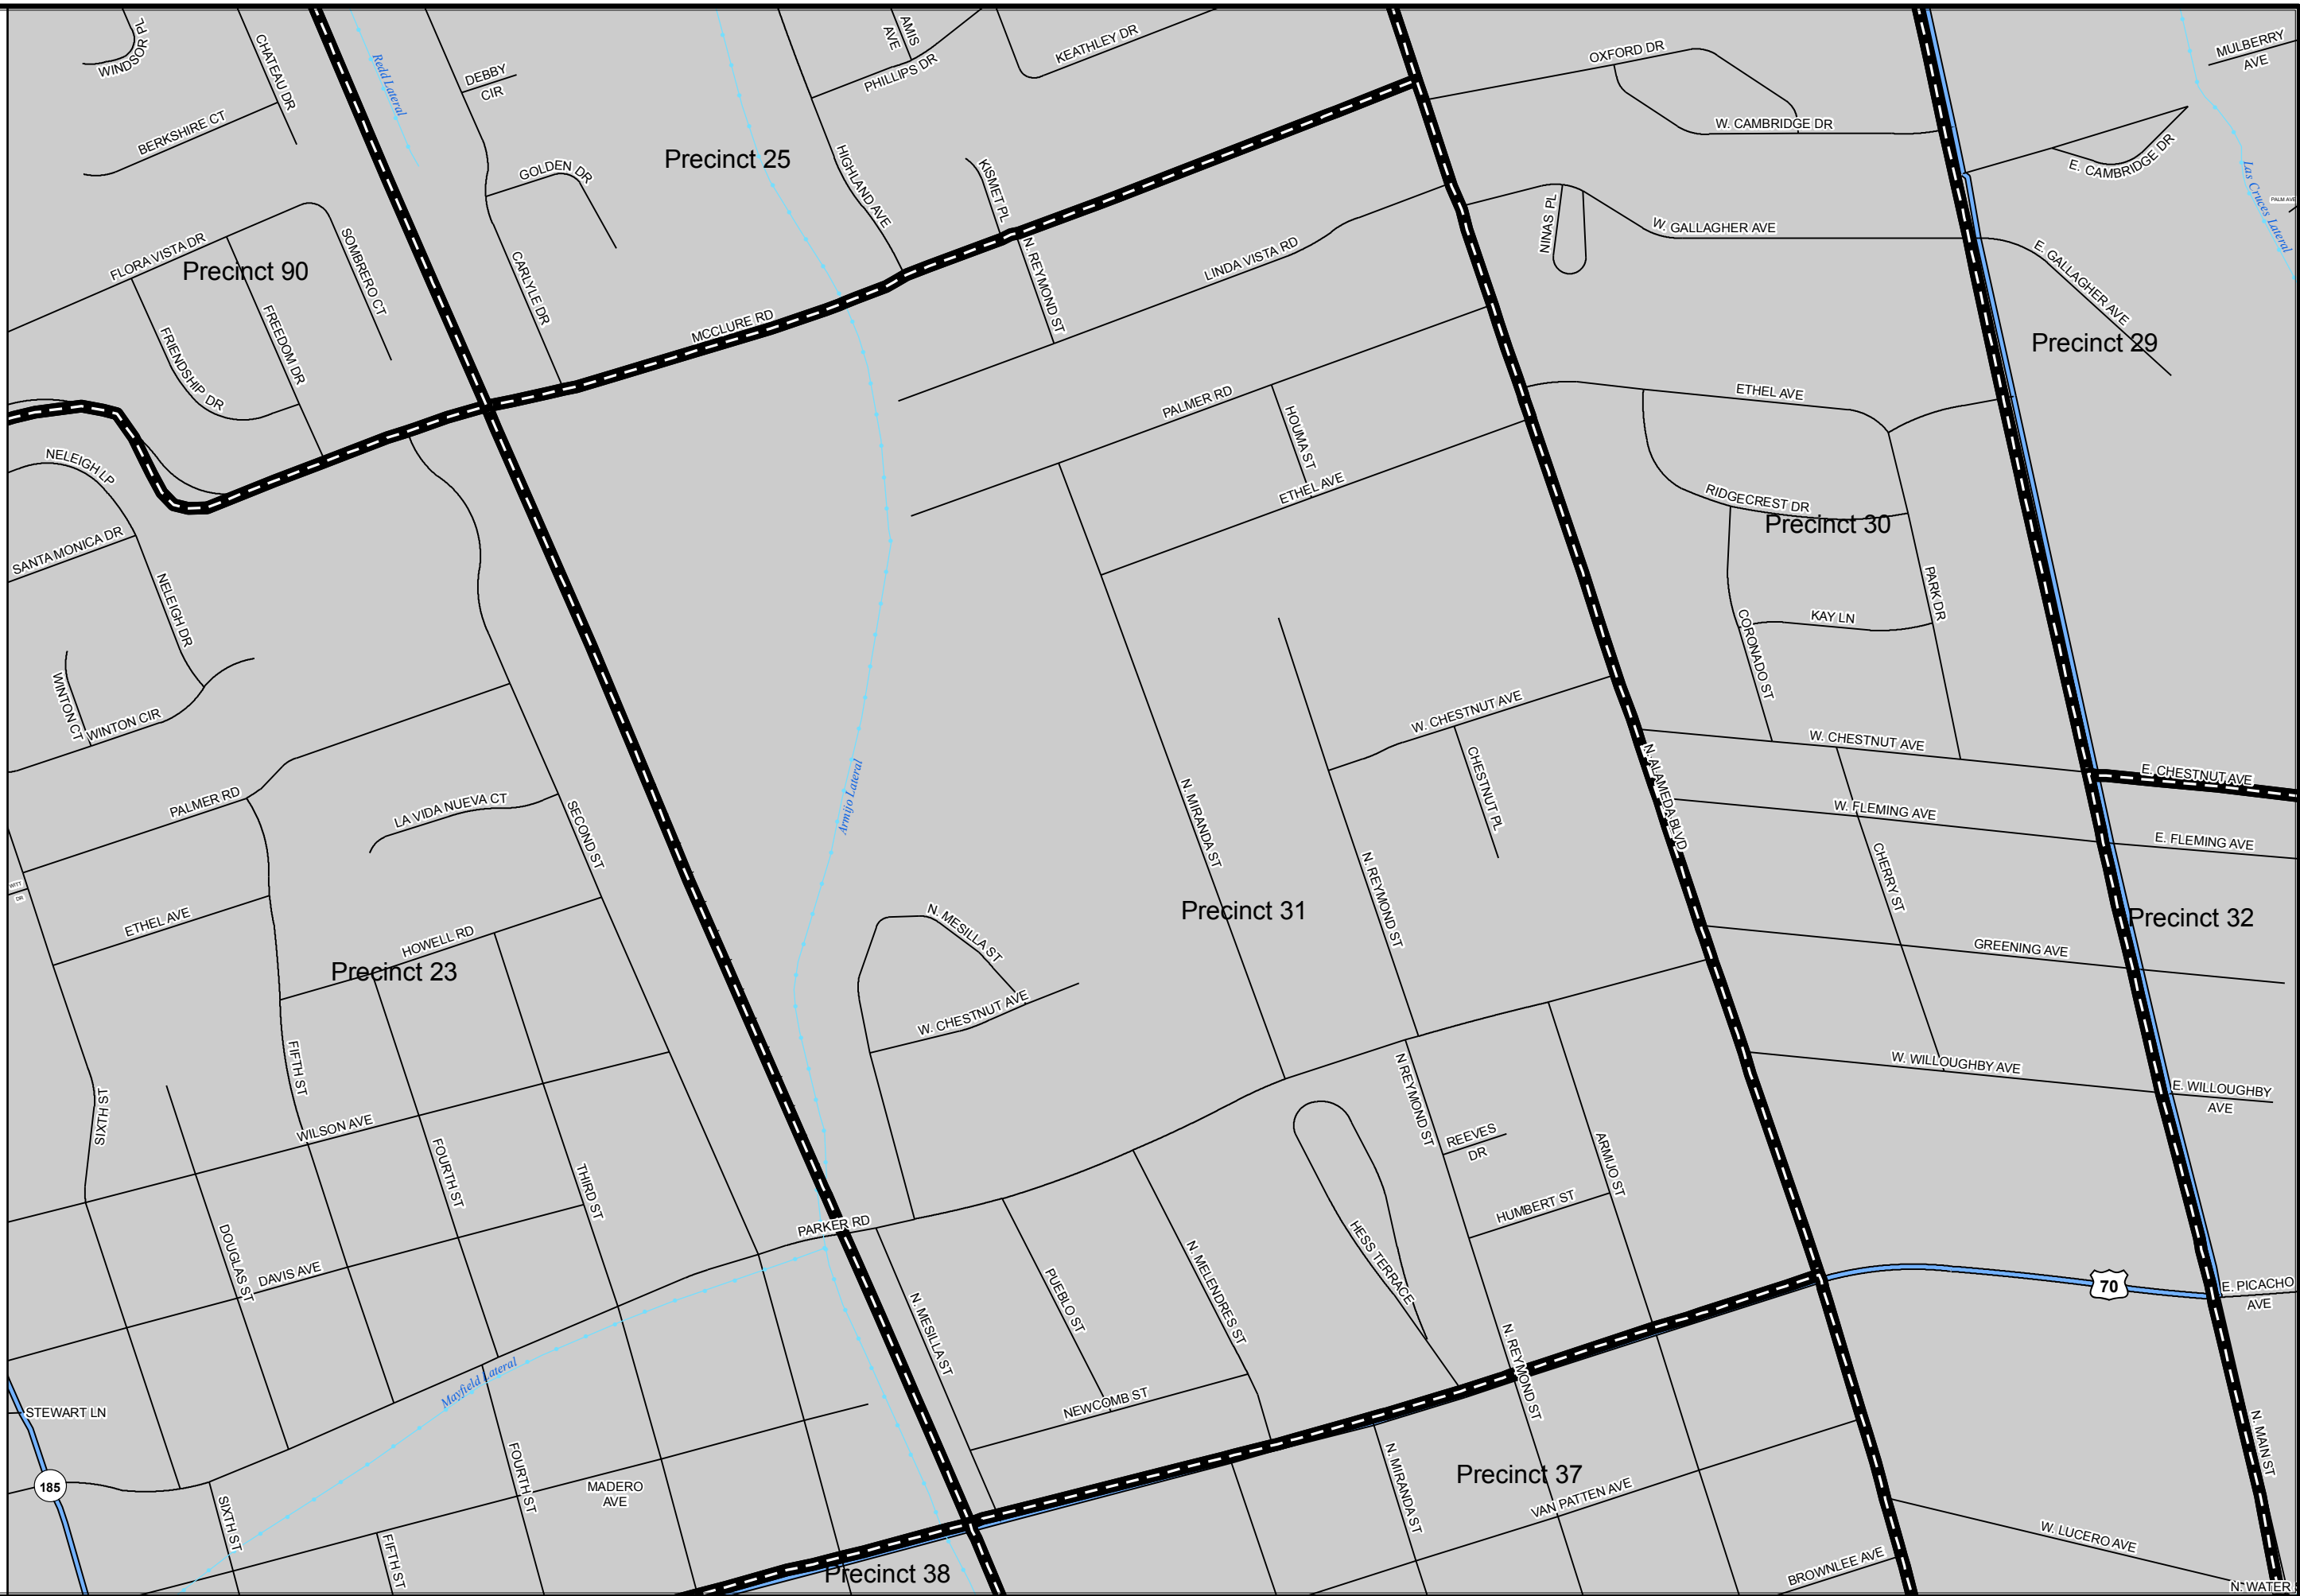 WINDSOR PL
CHATEAU DR
Redd Lateral
DEBBY
CIR
AMIS
AVE
PHILLIPS DR
KEATHLEY DR
OXFORD DR
MULBERRY
AVE
BERKSHIRE CT
GOLDEN DR
Precinct 25
HIGHLAND AVE
KISMET PL
W. CAMBRIDGE DR
E. CAMBRIDGE DR
Las Cruces Lateral
PALM AVE
FLORA VISTA DR
Precinct 90
SOMBRERO CT
CARLYLE DR
N. REYMOND ST
LINDA VISTA RD
NINAS PL
W. GALLAGHER AVE
E. GALLAGHER AVE
FRIENDSHIP DR
FREEDOM DR
MCCLURE RD
Precinct 29
PALMER RD
HOUMA ST
ETHEL AVE
ETHEL AVE
NELEIGH LP
RIDGECREST DR
Precinct 30
SANTA MONICA DR
NELEIGH DR
PARK DR
KAY LN
CORONADO ST
WINTON CT
WINTON CIR
W. CHESTNUT AVE
CHESTNUT PL
N. ALAMEDA BLVD
W. CHESTNUT AVE
E. CHESTNUT AVE
PALMER RD
LA VIDA NUEVA CT
SECOND ST
Armijo Lateral
N. MIRANDA ST
W. FLEMING AVE
E. FLEMING AVE
WITT
DR
N. REYMOND ST
CHERRY ST
ETHEL AVE
HOWELL RD
Precinct 23
N. MESILLA ST
Precinct 31
Precinct 32
GREENING AVE
W. CHESTNUT AVE
FIFTH ST
SIXTH ST
WILSON AVE
FOURTH ST
THIRD ST
N REYMOND ST
REEVES
DR
ARMIJO ST
W. WILLOUGHBY AVE
E. WILLOUGHBY
AVE
HUMBERT ST
PARKER RD
DOUGLAS ST
DAVIS AVE
N. MESILLA ST
PUEBLO ST
N. MELENDRES ST
HESS TERRACE
N. REYMOND ST
70
E. PICACHO
AVE
Mayfield Lateral
STEWART LN
NEWCOMB ST
N. MAIN ST
185
SIXTH ST
FOURTH ST
MADERO
AVE
FIFTH ST
N. MIRANDA ST
Precinct 37
VAN PATTEN AVE
W. LUCERO AVE
BROWNLEE AVE
Precinct 38
N. WATER